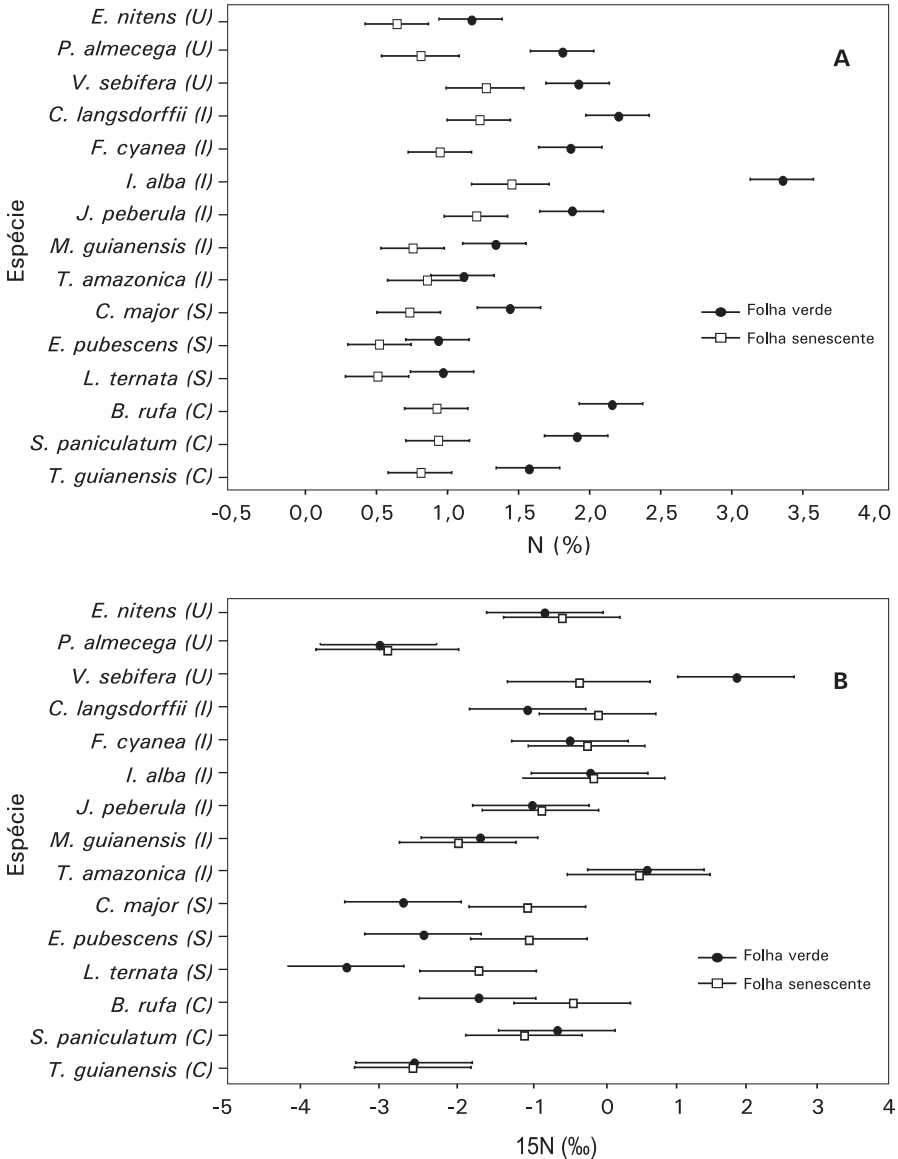 E. nitens (U)
P. almecega (U)
A
V. sebifera (U)
C. langsdorffii (I)
F. cyanea (I)
I. alba (I)
Espécie
J. peberula (I)
M. guianensis (I)
T. amazonica (I)
C. major (S)
Folha verde
E. pubescens (S)
Folha senescente
L. ternata (S)
B. rufa (C)
S. paniculatum (C)
T. guianensis (C)
-0,5 0,0 0,5 1,0 1,5 2,0 2,5 3,0 3,5 4,0
N (%)
E. nitens (U)
P. almecega (U)
V. sebifera (U)
B
C. langsdorffii (I)
F. cyanea (I)
I. alba (I)
Espécie
J. peberula (I)
M. guianensis (I)
T. amazonica (I)
C. major (S)
E. pubescens (S)
Folha verde
L. ternata (S)
Folha senescente
B. rufa (C)
S. paniculatum (C)
T. guianensis (C)
-5 -4 -3 -2 -1 0 1 2 3 4
15N (‰)